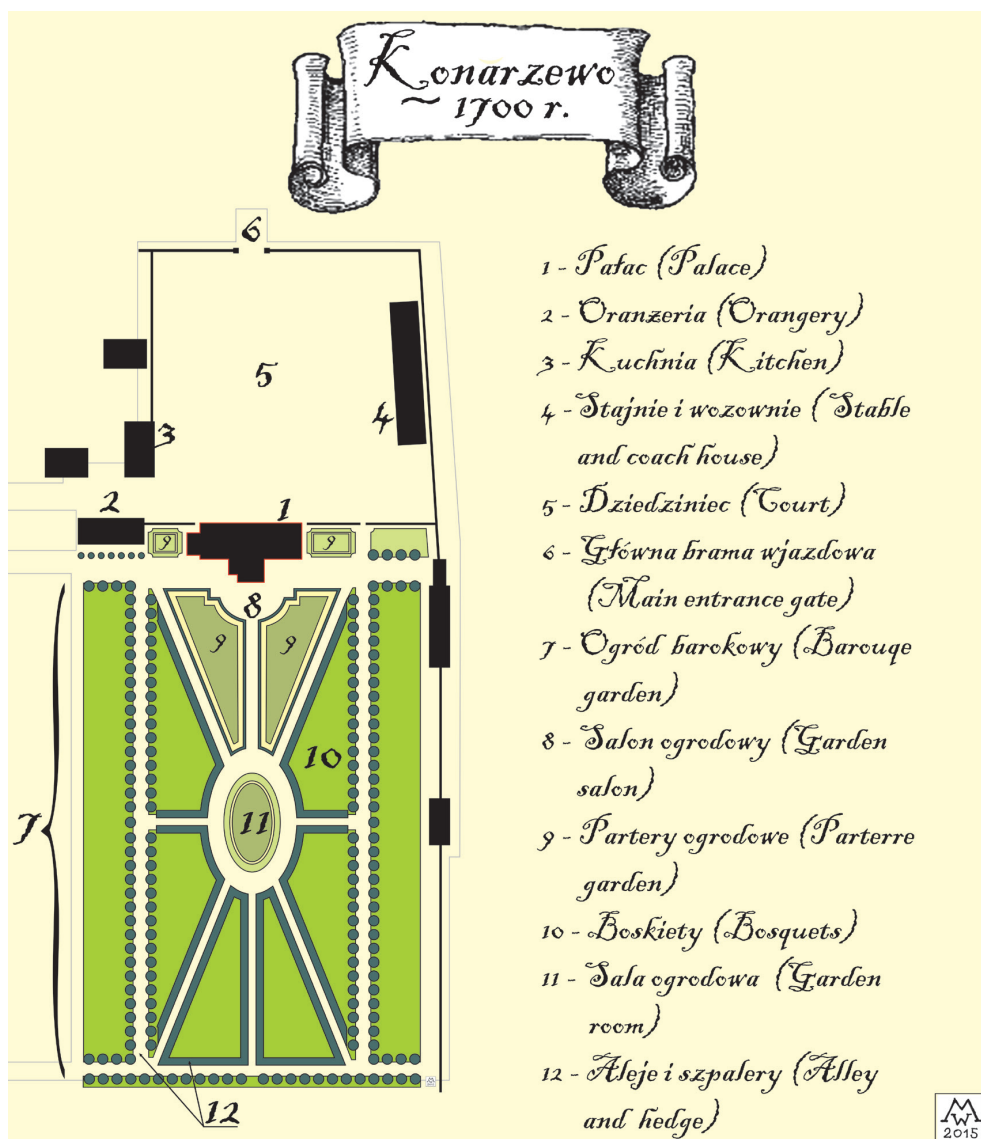 Konarzewo
~ 1700 r.
6
5
4
3
2
1
9
9
8
9
9
10
11
7
12
1 - Pałac (Palace)
2 - Oranżeria (Orangery)
3 - Kuchnia (Kitchen)
4 - Stajnie i wozownie (Stable
and coach house)
5 - Dziedziniec (Court)
6 - Główna brama wjazdowa
(Main entrance gate)
7 - Ogród barokowy (Barouqe
garden)
8 - Salon ogrodowy (Garden
salon)
9 - Partery ogrodowe (Parterre
garden)
10 - Boskiety (Bosquets)
11 - Sala ogrodowa (Garden
room)
12 - Aleje i szpalery (Alley
and hedge)
MW
2015